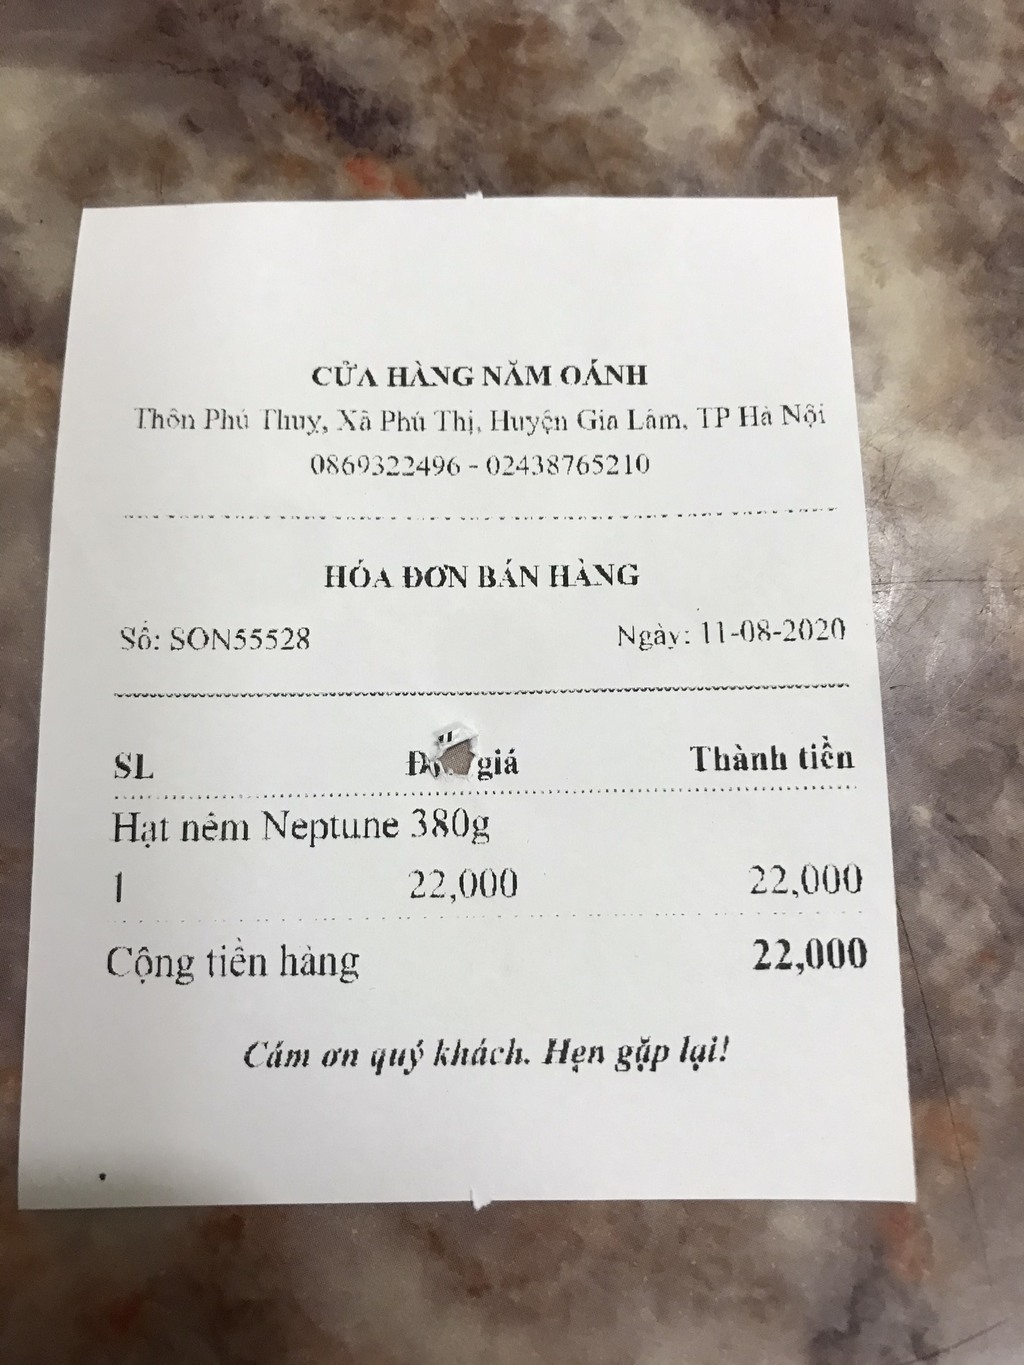 CỬA HÀNG NĂM OÁNH
Thôn Phú Thuỵ, Xã Phú Thị, Huyện Gia Lâm, TP Hà Nội
0869322496 - 02438765210
HÓA ĐƠN BÁN HÀNG
Số: SON55528 Ngày: 11-08-2020
SL giá Thành tiền
Hạt nêm Neptune 380g
1 22,000 22,000
Cộng tiền hàng 22,000
Cám ơn quý khách. Hẹn gặp lại!